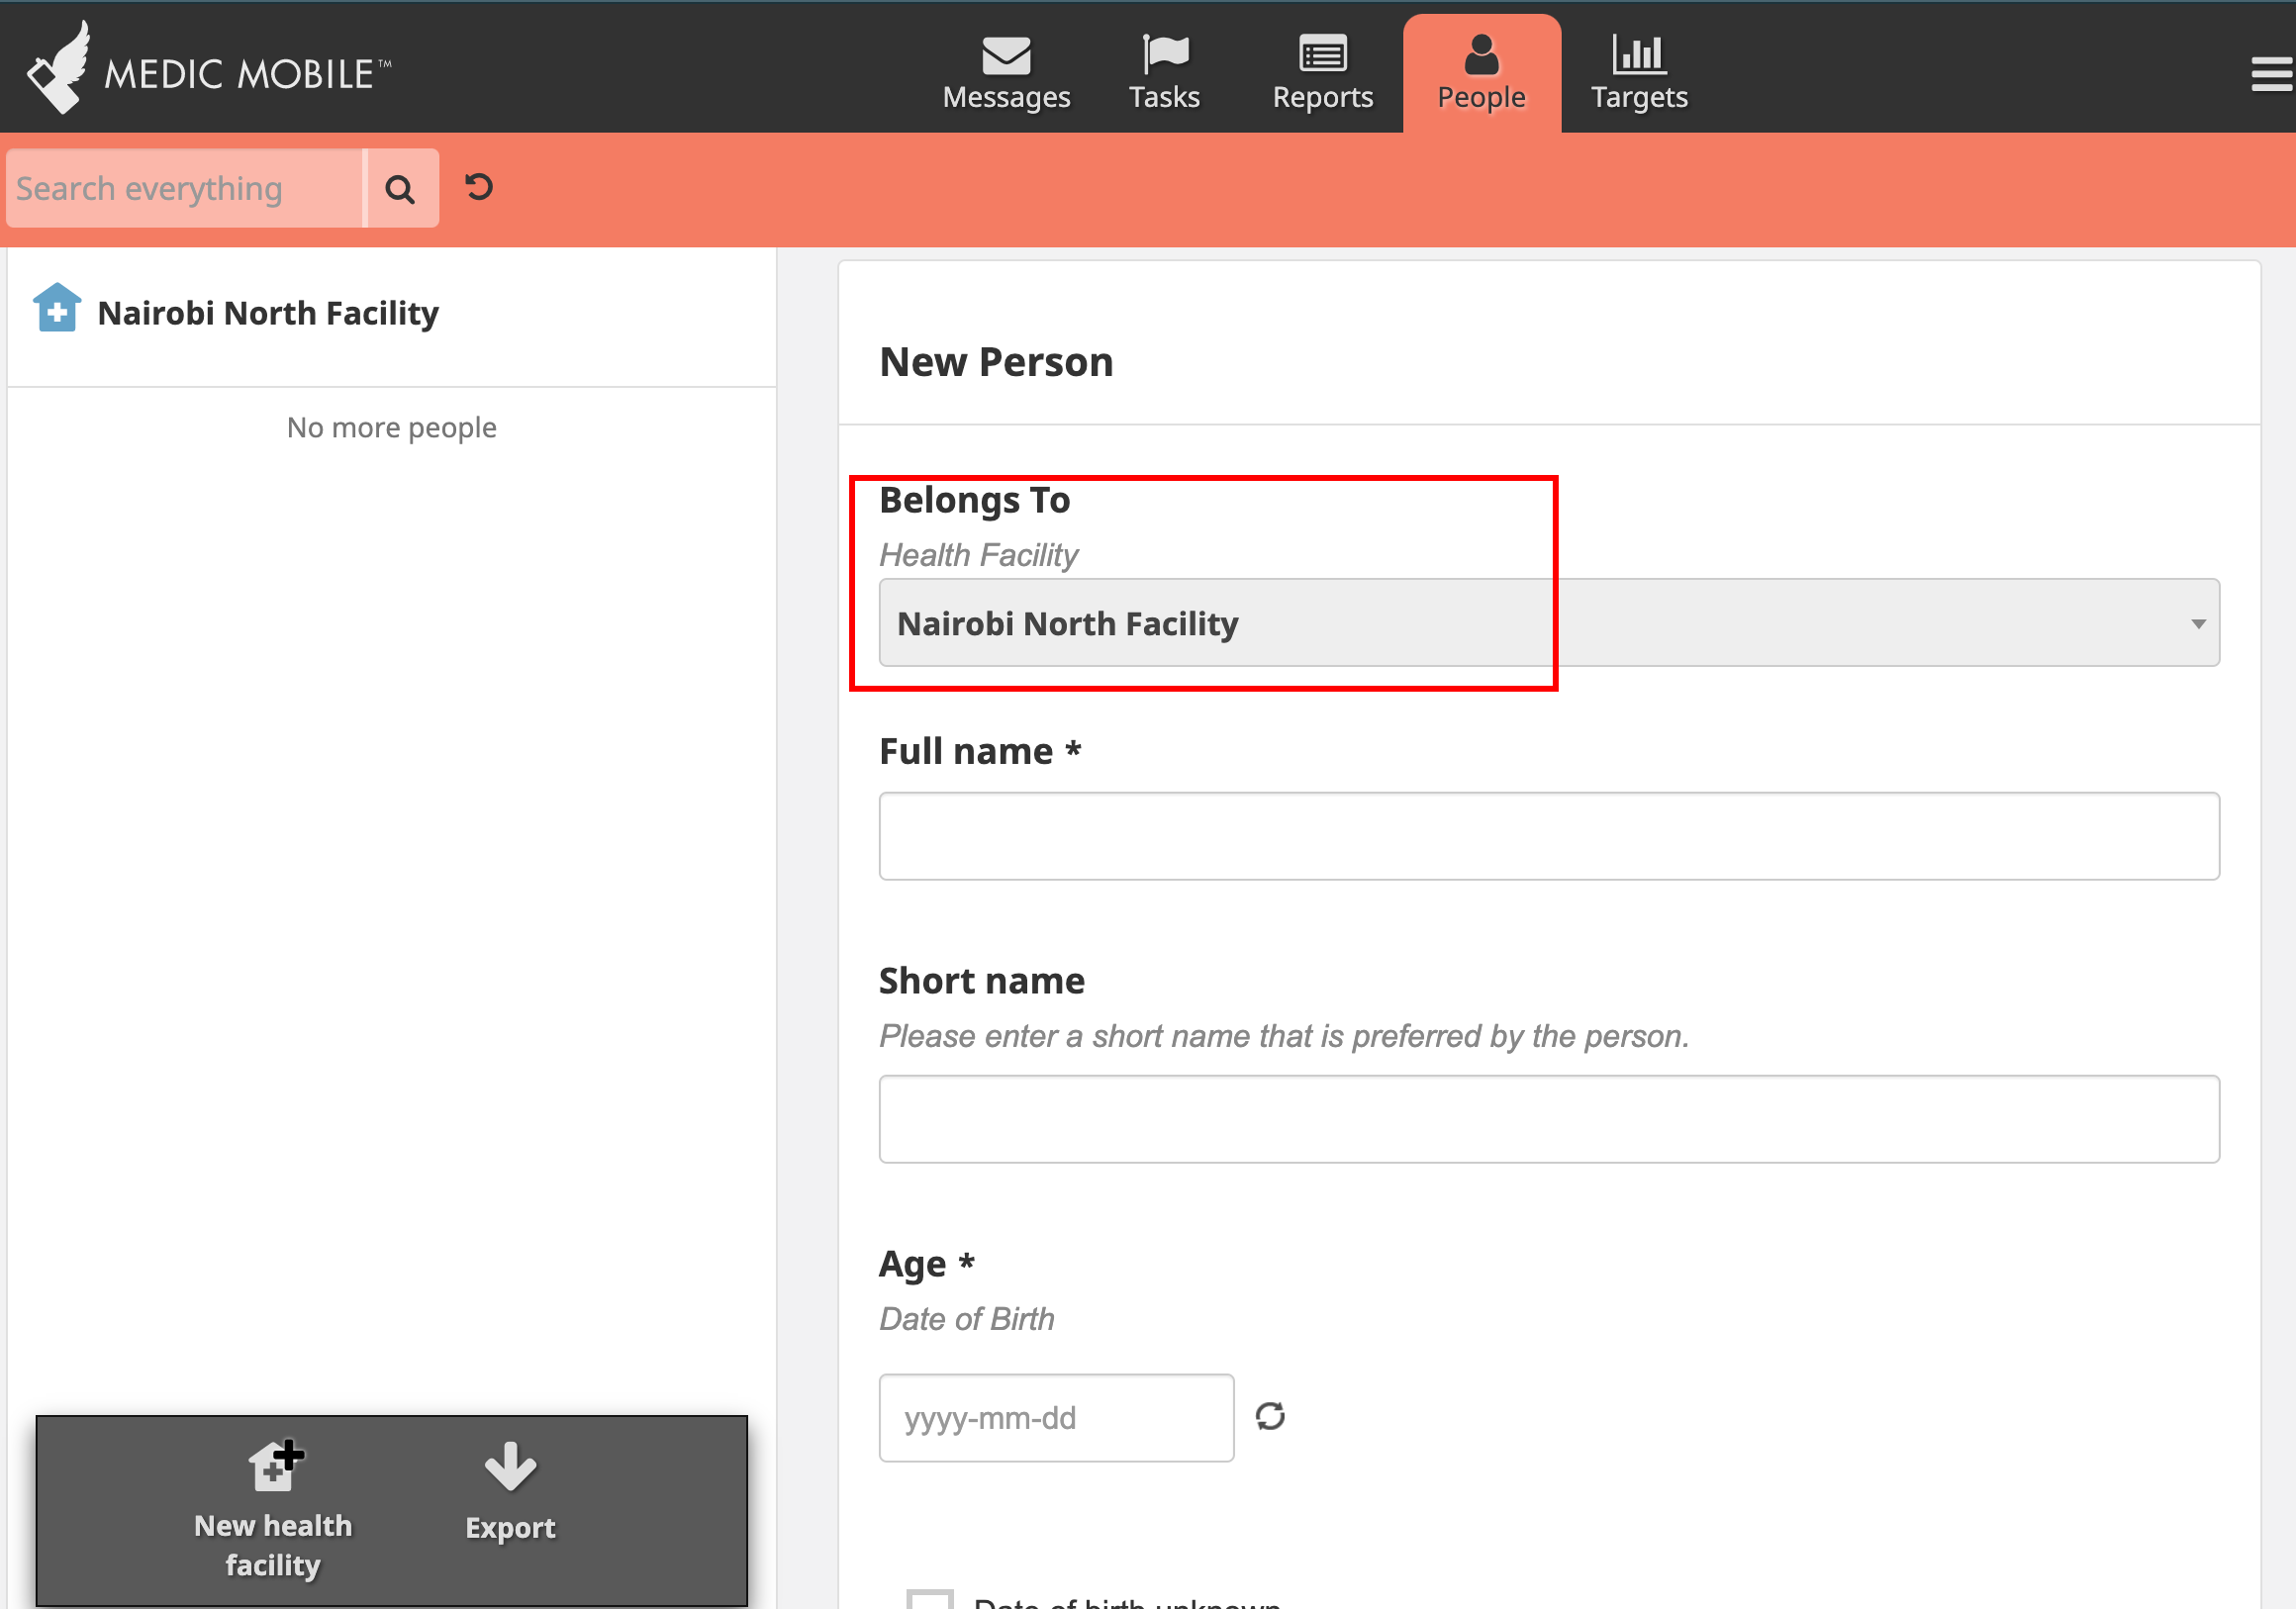 MEDIC MOBILE™
Messages
Tasks
Reports
People
Targets
Search everything
Nairobi North Facility
No more people
New health
facility
Export
New Person
Belongs To
Health Facility
Nairobi North Facility
Full name *
Short name
Please enter a short name that is preferred by the person.
Age *
Date of Birth
yyyy-mm-dd
Date of birth unknown